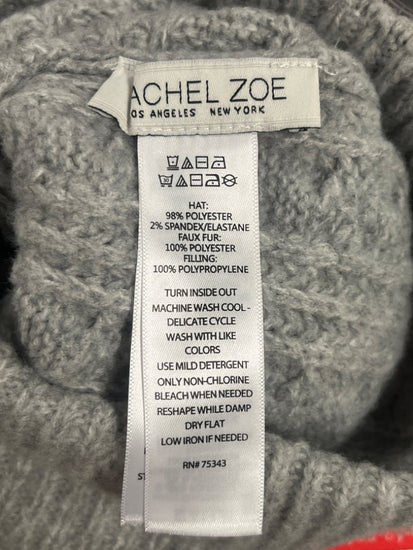 ACHEL ZOE
OS ANGELES NEW YORK
HAT:
98% POLYESTER
2% SPANDEX/ELASTANE
FAUX FUR:
100% POLYESTER
FILLING:
100% POLYPROPYLENE
TURN INSIDE OUT
MACHINE WASH COOL -
DELICATE CYCLE
WASH WITH LIKE
COLORS
USE MILD DETERGENT
ONLY NON-CHLORINE
BLEACH WHEN NEEDED
RESHAPE WHILE DAMP
DRY FLAT
LOW IRON IF NEEDED
RN# 75343